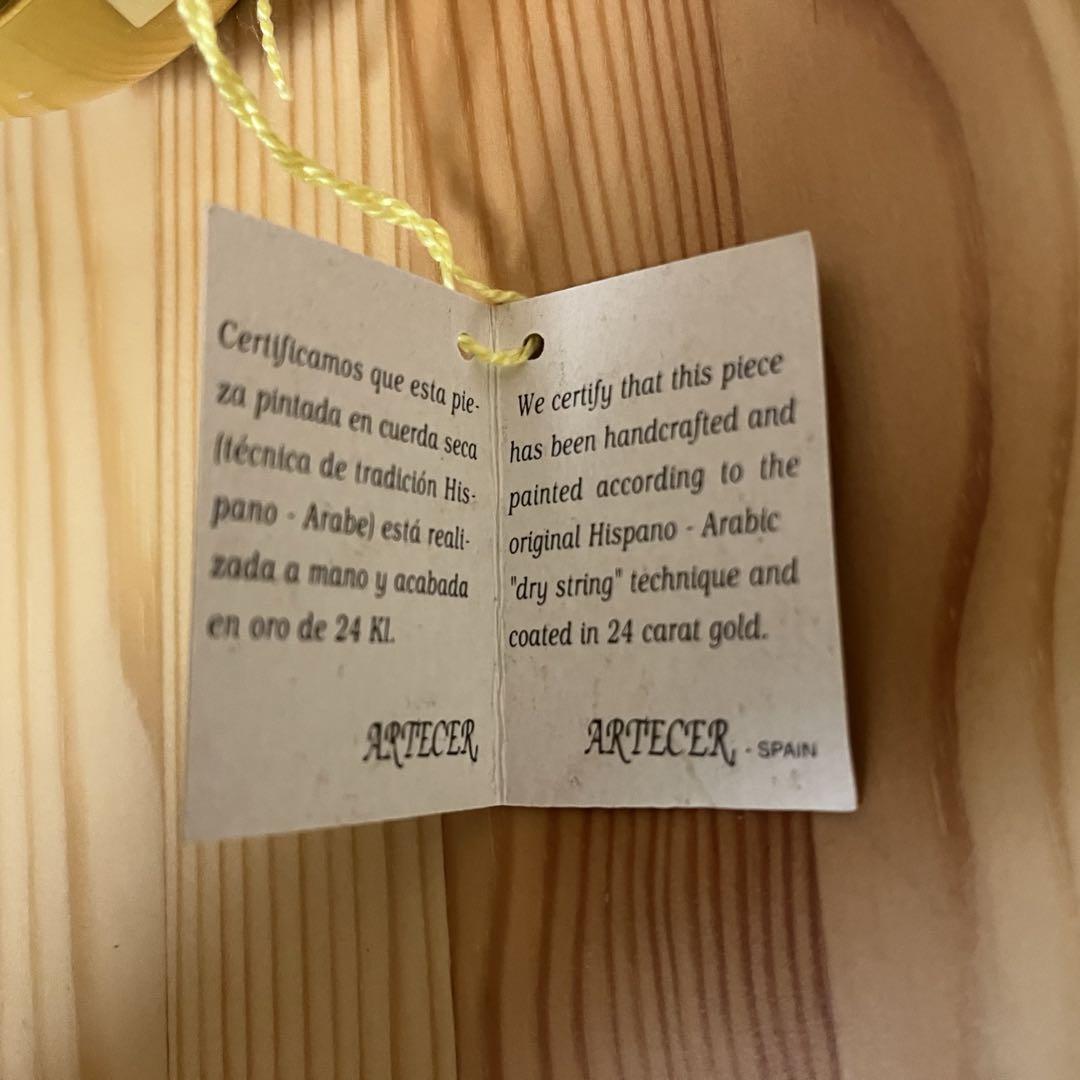 Certificamos que esta pie-
za pintada en cuerda seca
(técnica de tradición His-
pano - Arabe) está reali-
zada a mano y acabada
en oro de 24 Kl.
ARTECER
We certify that this piece
has been handcrafted and
painted according to the
original Hispano - Arabic
"dry string" technique and
coated in 24 carat gold.
ARTECER, - SPAIN